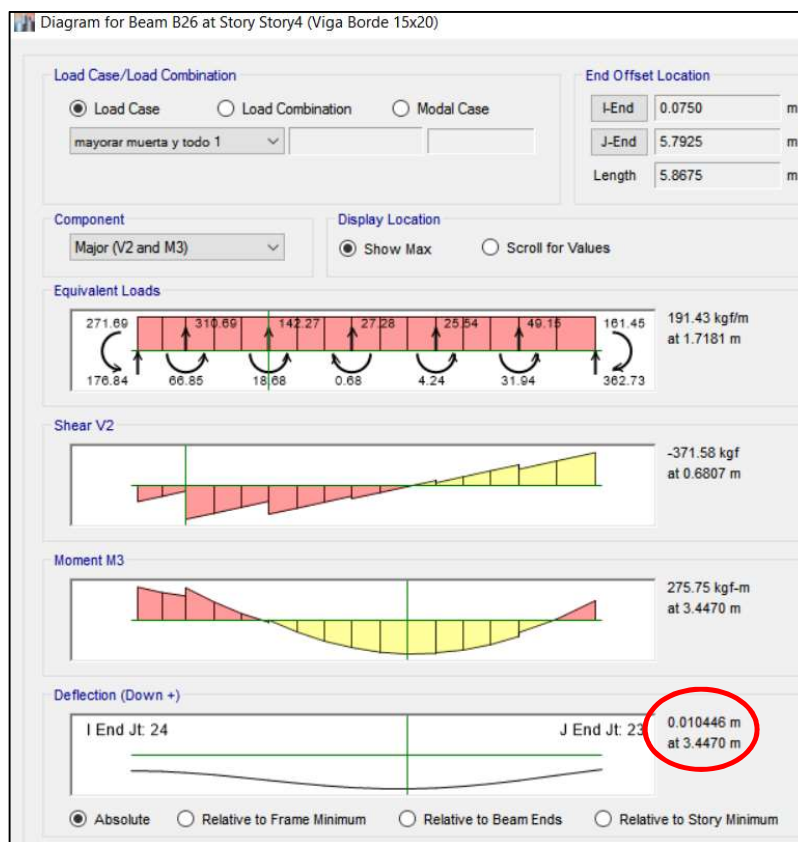 Diagram for Beam B26 at Story Story4 (Viga Borde 15x20)
Load Case/Load Combination
Load Case Load Combination Modal Case
mayorar muerta y todo 1
End Offset Location
I-End 0.0750 m
J-End 5.7925 m
Length 5.8675 m
Component
Major (V2 and M3)
Display Location
Show Max Scroll for Values
Equivalent Loads
271.69 310.69 142.27 27.28 25.54 49.15 161.45
176.84 66.85 18.68 0.68 4.24 31.94 362.73
191.43 kgf/m
at 1.7181 m
Shear V2
-371.58 kgf
at 0.6807 m
Moment M3
275.75 kgf-m
at 3.4470 m
Deflection (Down +)
I End Jt: 24 J End Jt: 23
0.010446 m
at 3.4470 m
Absolute Relative to Frame Minimum Relative to Beam Ends Relative to Story Minimum